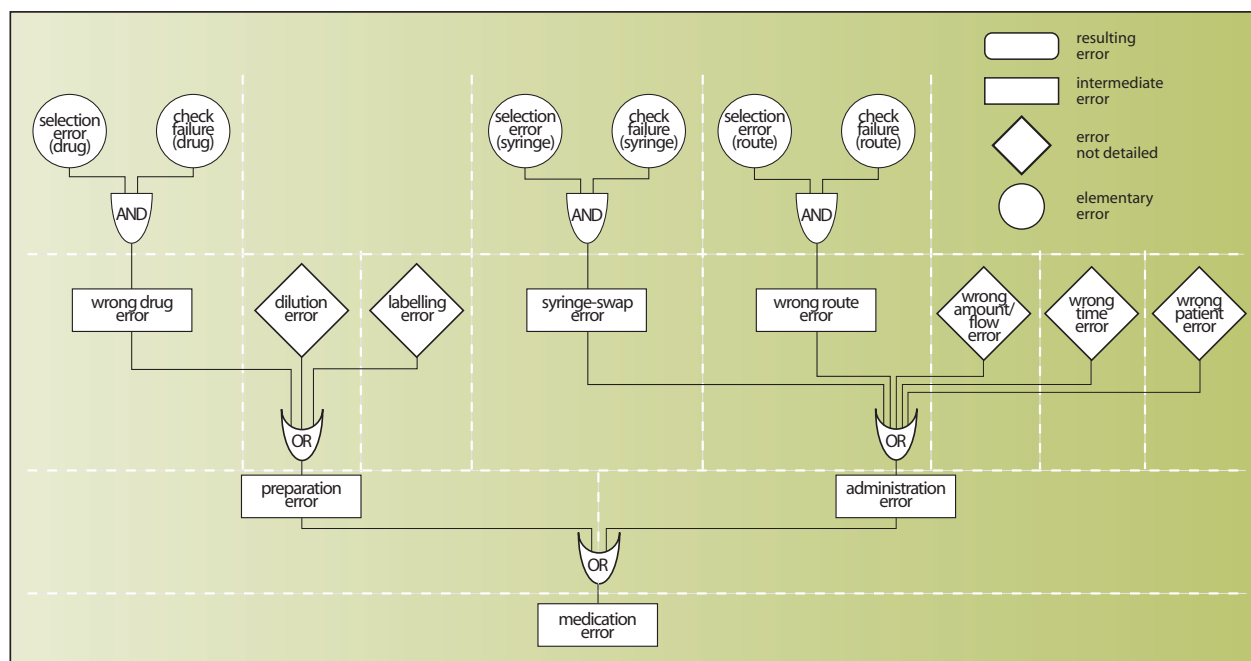 resulting
error
intermediate
error
error
not detailed
elementary
error
selection
error
(drug)
check
failure
(drug)
selection
error
(syringe)
check
failure
(syringe)
selection
error
(route)
check
failure
(route)
AND
AND
AND
wrong drug
error
dilution
error
labelling
error
syringe-swap
error
wrong route
error
wrong
amount/
flow
error
wrong
time
error
wrong
patient
error
OR
OR
preparation
error
administration
error
OR
medication
error